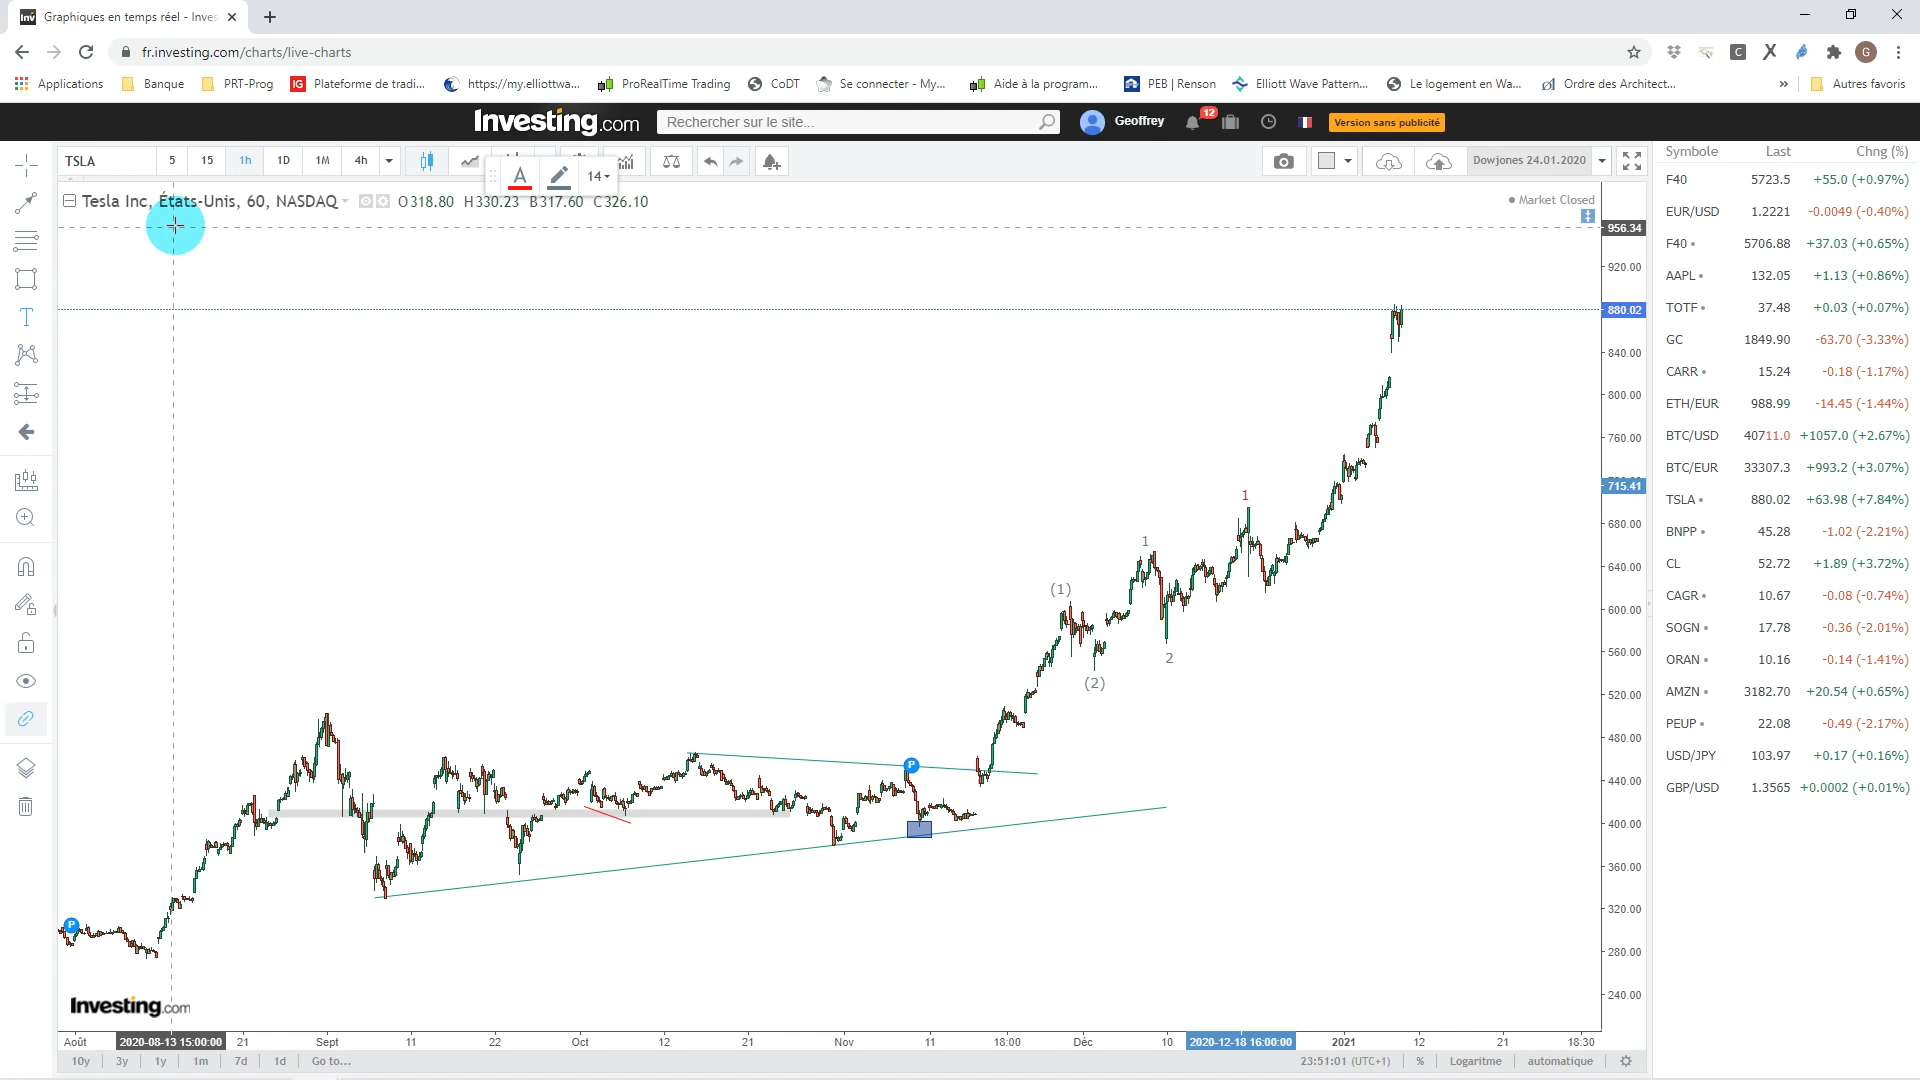 Graphiques en temps réel - Inves
fr.investing.com/charts/live-charts
G
Applications Banque PRT-Prog IG Plateforme de tradi... https://my.elliottwa... ProRealTime Trading CoDT Se connecter - My... Aide à la program... PEB | Renson Elliott Wave Pattern... Le logement en Wa... Ordre des Architect... » Autres favoris
Investing.com Rechercher sur le site... Geoffrey 12 Version sans publicité
TSLA 5 15 1h 1D 1M 4h Dowjones 24.01.2020
A 14
Tesla Inc, États-Unis, 60, NASDAQ O318.80 H330.23 B317.60 C326.10
Market Closed
956.34
920.00
880.02
840.00
800.00
760.00
715.41
680.00
640.00
600.00
560.00
520.00
480.00
440.00
400.00
360.00
320.00
280.00
240.00
1
1
(1)
2
(2)
P
P
Investing.com
Août 2020-08-13 15:00:00 21 Sept 11 22 Oct 12 21 Nov 11 18:00 Déc 10 2020-12-18 16:00:00 2021 12 21 18:30
10y 3y 1y 1m 7d 1d Go to... 23:51:01 (UTC+1) % Logaritme automatique
Symbole Last Chng (%)
F40 5723.5 +55.0 (+0.97%)
EUR/USD 1.2221 -0.0049 (-0.40%)
F40 5706.88 +37.03 (+0.65%)
AAPL 132.05 +1.13 (+0.86%)
TOTF 37.48 +0.03 (+0.07%)
GC 1849.90 -63.70 (-3.33%)
CARR 15.24 -0.18 (-1.17%)
ETH/EUR 988.99 -14.45 (-1.44%)
BTC/USD 40711.0 +1057.0 (+2.67%)
BTC/EUR 33307.3 +993.2 (+3.07%)
TSLA 880.02 +63.98 (+7.84%)
BNPP 45.28 -1.02 (-2.21%)
CL 52.72 +1.89 (+3.72%)
CAGR 10.67 -0.08 (-0.74%)
SOGN 17.78 -0.36 (-2.01%)
ORAN 10.16 -0.14 (-1.41%)
AMZN 3182.70 +20.54 (+0.65%)
PEUP 22.08 -0.49 (-2.17%)
USD/JPY 103.97 +0.17 (+0.16%)
GBP/USD 1.3565 +0.0002 (+0.01%)